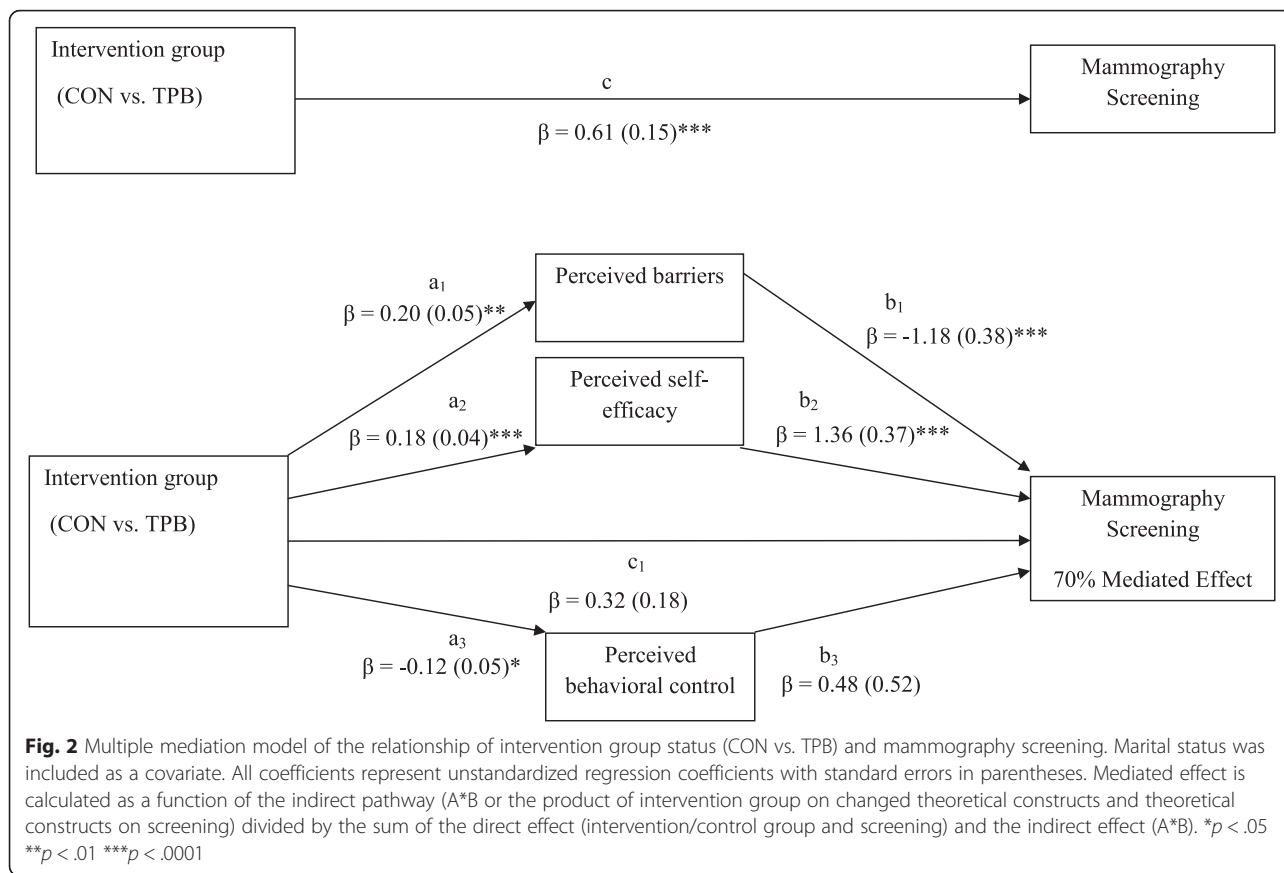 Intervention group
(CON vs. TPB)
c
β = 0.61 (0.15)***
Mammography
Screening
Perceived barriers
a₁
β = 0.20 (0.05)**
b₁
β = -1.18 (0.38)***
Perceived self-
efficacy
a₂
β = 0.18 (0.04)***
b₂
β = 1.36 (0.37)***
Intervention group
(CON vs. TPB)
Mammography
Screening
70% Mediated Effect
c₁
β = 0.32 (0.18)
a₃
β = -0.12 (0.05)*
Perceived
behavioral control
b₃
β = 0.48 (0.52)
Fig. 2 Multiple mediation model of the relationship of intervention group status (CON vs. TPB) and mammography screening. Marital status was
included as a covariate. All coefficients represent unstandardized regression coefficients with standard errors in parentheses. Mediated effect is
calculated as a function of the indirect pathway (A*B or the product of intervention group on changed theoretical constructs and theoretical
constructs on screening) divided by the sum of the direct effect (intervention/control group and screening) and the indirect effect (A*B). *p < .05
**p < .01 ***p < .0001